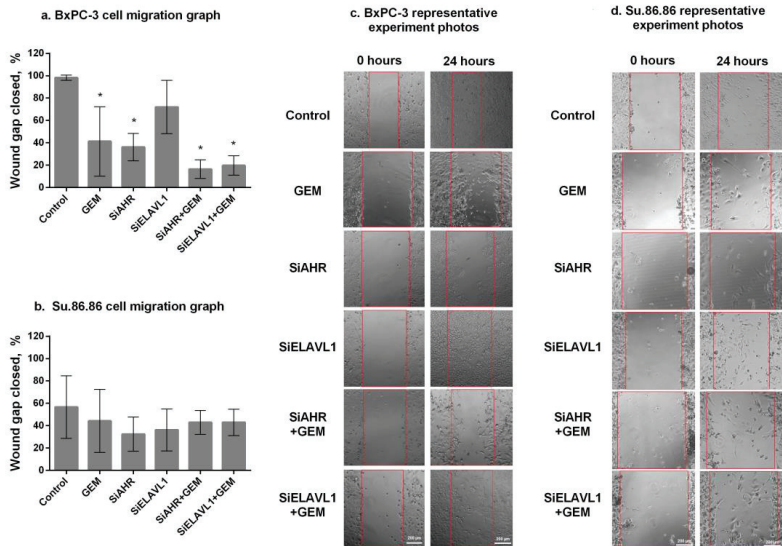 a. BxPC-3 cell migration graph
Wound gap closed, %
120
100
80
60
40
20
0
*
*
*
*
Control
GEM
SiAHR
SiELAVL1
SiAHR+GEM
SiELAVL1+GEM
b. Su.86.86 cell migration graph
Wound gap closed, %
120
100
80
60
40
20
0
Control
GEM
SiAHR
SiELAVL1
SiAHR+GEM
SiELAVL1+GEM
c. BxPC-3 representative
experiment photos
0 hours 24 hours
Control
GEM
SiAHR
SiELAVL1
SiAHR
+GEM
SiELAVL1
+GEM
200 µm
d. Su.86.86 representative
experiment photos
0 hours 24 hours
Control
GEM
SiAHR
SiELAVL1
SiAHR
+GEM
SiELAVL1
+GEM